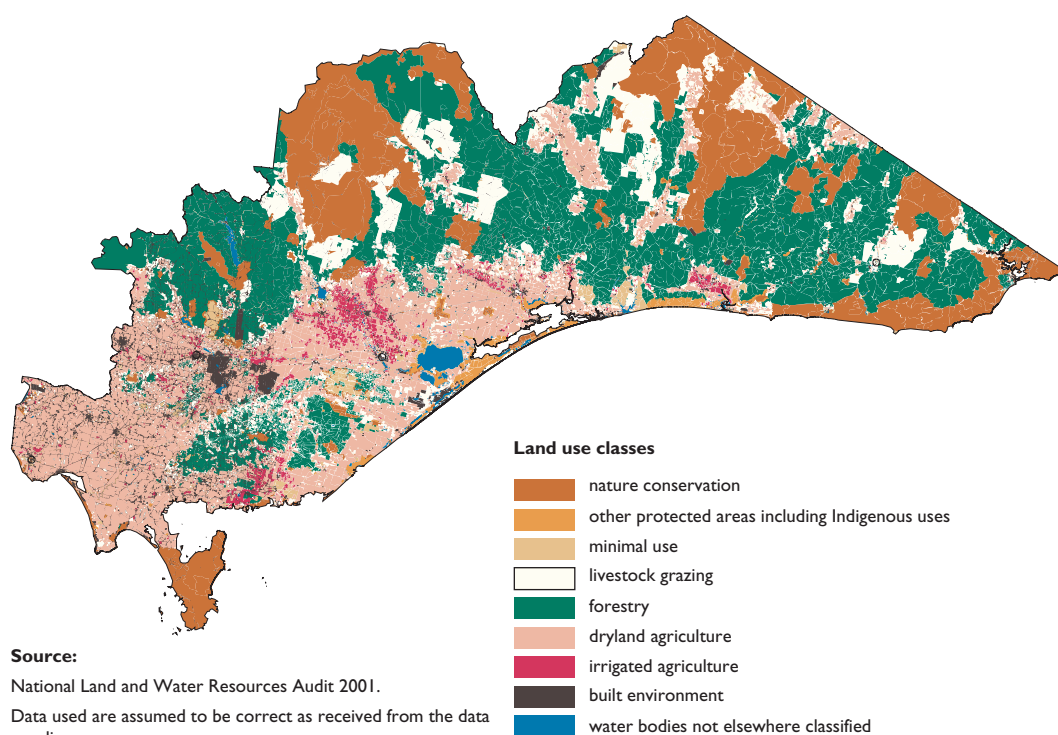 Land use classes
nature conservation
other protected areas including Indigenous uses
minimal use
livestock grazing
forestry
dryland agriculture
irrigated agriculture
built environment
water bodies not elsewhere classified
Source:
National Land and Water Resources Audit 2001.
Data used are assumed to be correct as received from the data